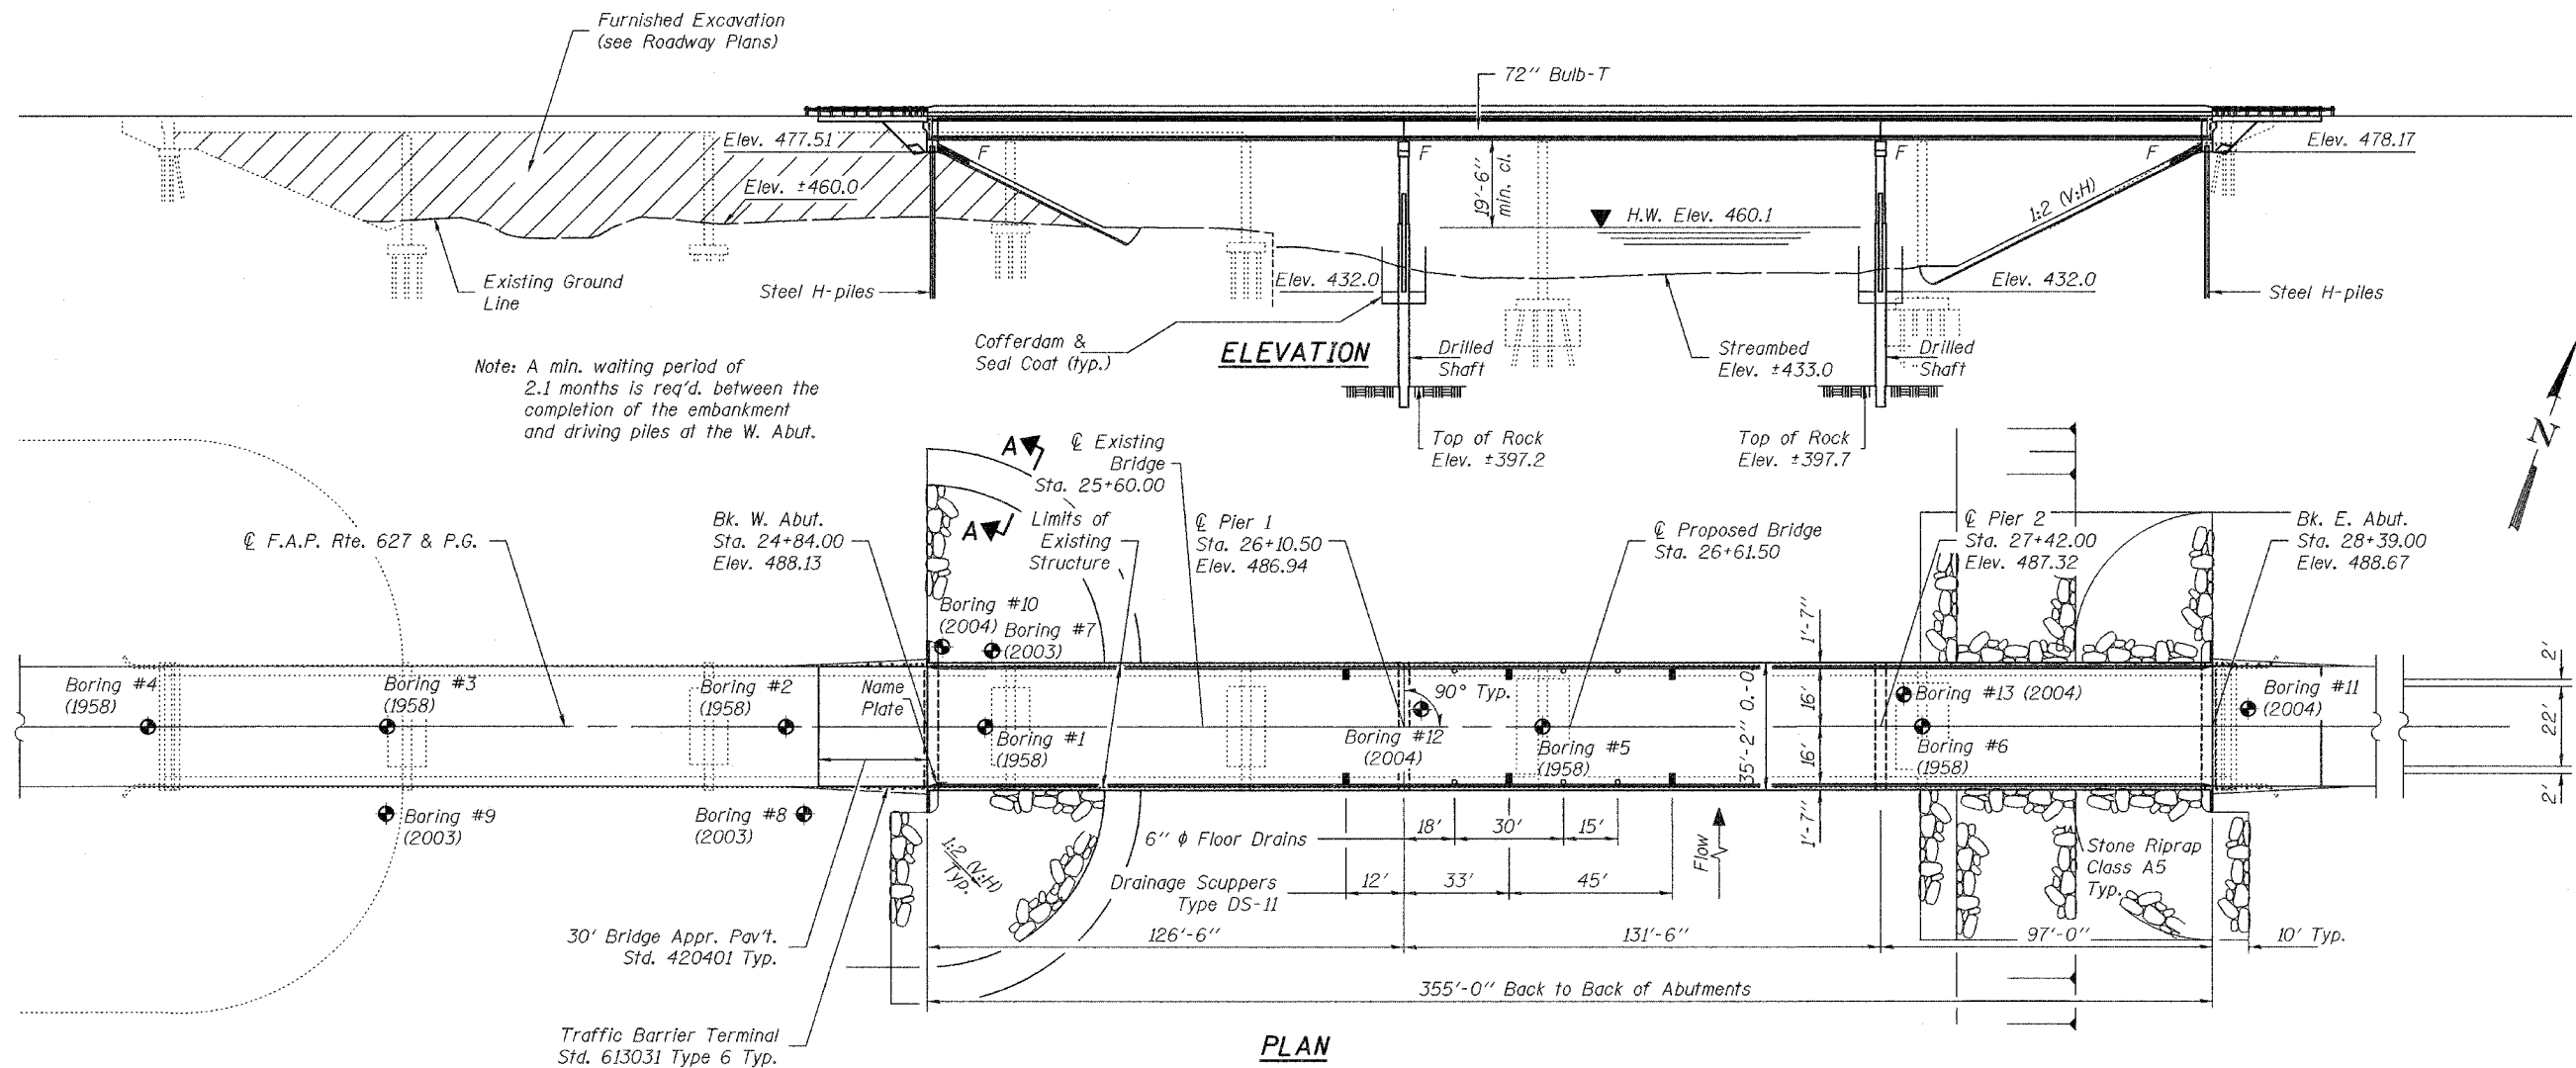 Furnished Excavation
(see Roadway Plans)
72" Bulb-T
Elev. 477.51
F
F
F
F
Elev. 478.17
Elev. ±460.0
19'-6"
min. cl.
H.W. Elev. 460.1
1:2 (V:H)
Existing Ground
Line
Steel H-piles
Elev. 432.0
Elev. 432.0
Steel H-piles
Cofferdam &
Seal Coat (typ.)
ELEVATION
Drilled
Shaft
Streambed
Elev. ±433.0
Drilled
Shaft
Note: A min. waiting period of
2.1 months is req'd. between the
completion of the embankment
and driving piles at the W. Abut.
Top of Rock
Elev. ±397.2
Top of Rock
Elev. ±397.7
N
A
A
℄ Existing
Bridge
Sta. 25+60.00
℄ F.A.P. Rte. 627 & P.G.
Bk. W. Abut.
Sta. 24+84.00
Elev. 488.13
Limits of
Existing
Structure
℄ Pier 1
Sta. 26+10.50
Elev. 486.94
℄ Proposed Bridge
Sta. 26+61.50
℄ Pier 2
Sta. 27+42.00
Elev. 487.32
Bk. E. Abut.
Sta. 28+39.00
Elev. 488.67
Boring #10
(2004)
Boring #7
(2003)
1'-7"
Boring #4
(1958)
Boring #3
(1958)
Boring #2
(1958)
Name
Plate
90° Typ.
35'-2" O.-O.
16'
Boring #13 (2004)
Boring #11
(2004)
2'
22'
2'
Boring #1
(1958)
Boring #12
(2004)
Boring #5
(1958)
16'
Boring #6
(1958)
Boring #9
(2003)
Boring #8
(2003)
1'-7"
6" ϕ Floor Drains
18'
30'
15'
Flow
1:2 (V:H)
Typ.
Stone Riprap
Class A5
Typ.
Drainage Scuppers
Type DS-11
12'
33'
45'
30' Bridge Appr. Pav't.
Std. 420401 Typ.
126'-6"
131'-6"
97'-0"
10' Typ.
355'-0" Back to Back of Abutments
Traffic Barrier Terminal
Std. 613031 Type 6 Typ.
PLAN